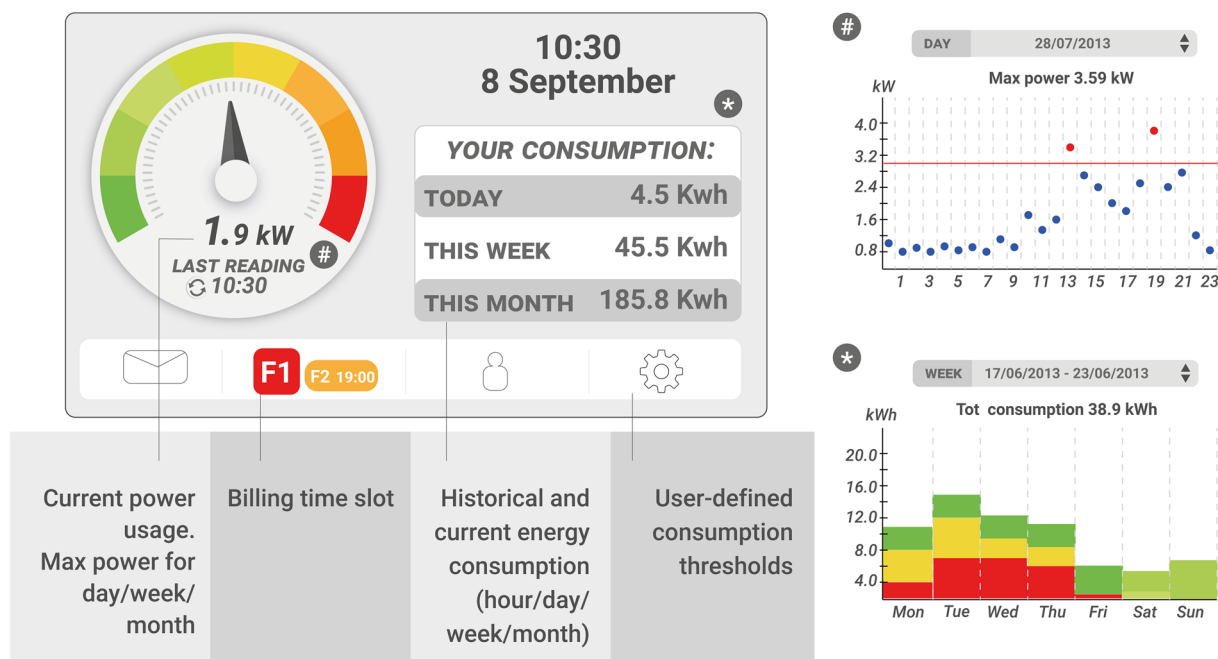 10:30
8 September
*
YOUR CONSUMPTION:
TODAY 4.5 Kwh
THIS WEEK 45.5 Kwh
THIS MONTH 185.8 Kwh
1.9 kW
#
LAST READING
10:30
F1 F2 19:00
Current power
usage.
Max power for
day/week/
month
Billing time slot
Historical and
current energy
consumption
(hour/day/
week/month)
User-defined
consumption
thresholds
#
DAY 28/07/2013
Max power 3.59 kW
kW
4.0
3.2
2.4
1.6
0.8
1 3 5 7 9 11 13 15 17 19 21 23
*
WEEK 17/06/2013 - 23/06/2013
Tot consumption 38.9 kWh
kWh
20.0
16.0
12.0
8.0
4.0
Mon Tue Wed Thu Fri Sat Sun